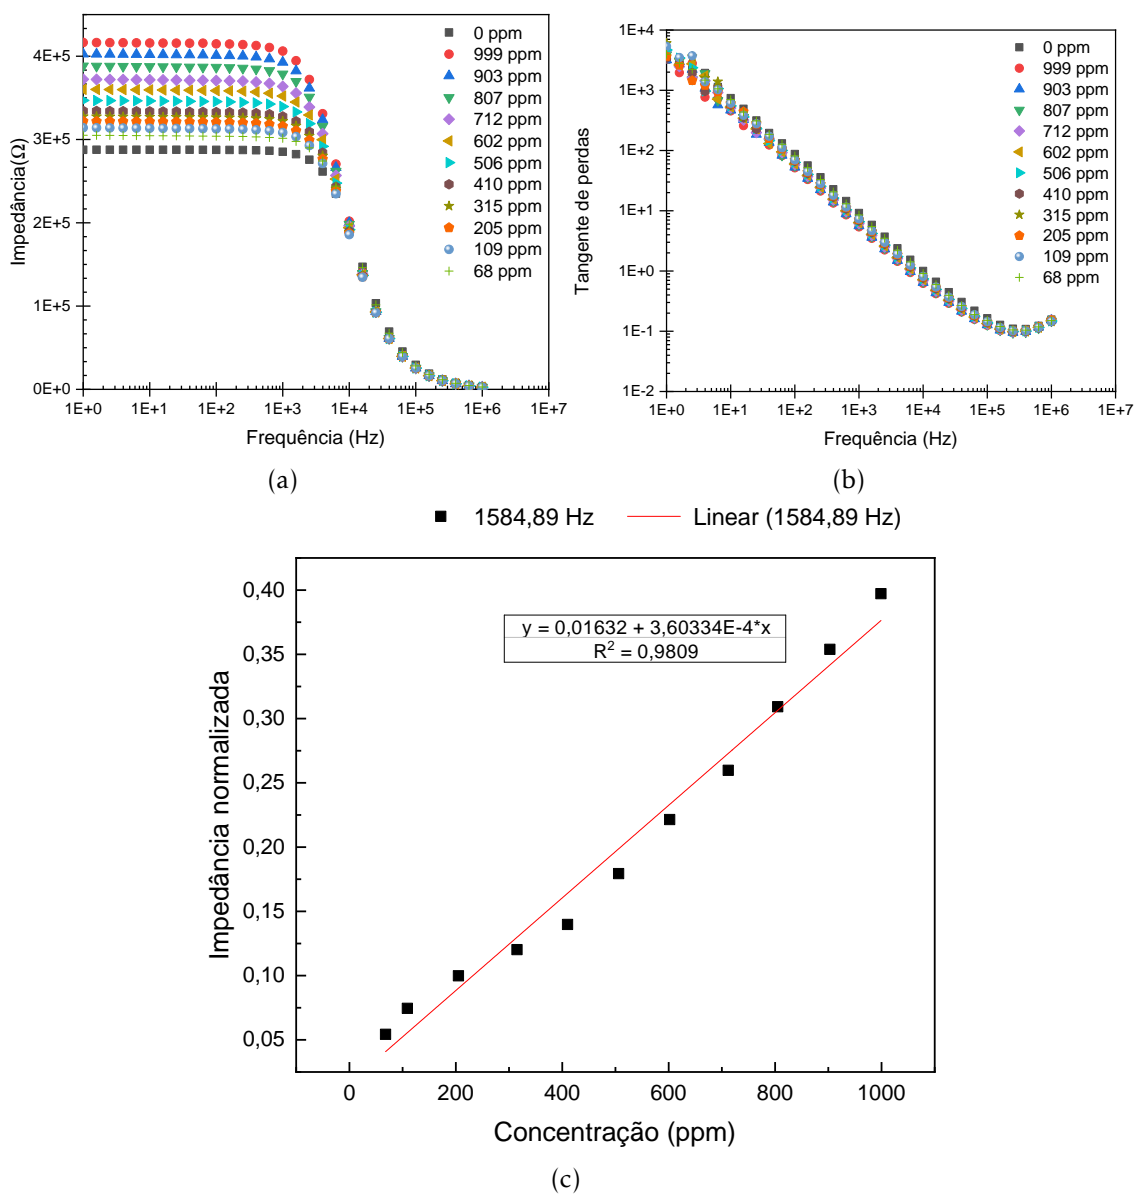 4E+5
3E+5
2E+5
1E+5
0E+0
Impedância(Ω)
1E+0 1E+1 1E+2 1E+3 1E+4 1E+5 1E+6 1E+7
Frequência (Hz)
0 ppm
999 ppm
903 ppm
807 ppm
712 ppm
602 ppm
506 ppm
410 ppm
315 ppm
205 ppm
109 ppm
68 ppm
(a)
1E+4
1E+3
1E+2
1E+1
1E+0
1E-1
1E-2
Tangente de perdas
1E+0 1E+1 1E+2 1E+3 1E+4 1E+5 1E+6 1E+7
Frequência (Hz)
0 ppm
999 ppm
903 ppm
807 ppm
712 ppm
602 ppm
506 ppm
410 ppm
315 ppm
205 ppm
109 ppm
68 ppm
(b)
1584,89 Hz Linear (1584,89 Hz)
y = 0,01632 + 3,60334E-4*x
R² = 0,9809
0,40
0,35
0,30
0,25
0,20
0,15
0,10
0,05
Impedância normalizada
0 200 400 600 800 1000
Concentração (ppm)
(c)